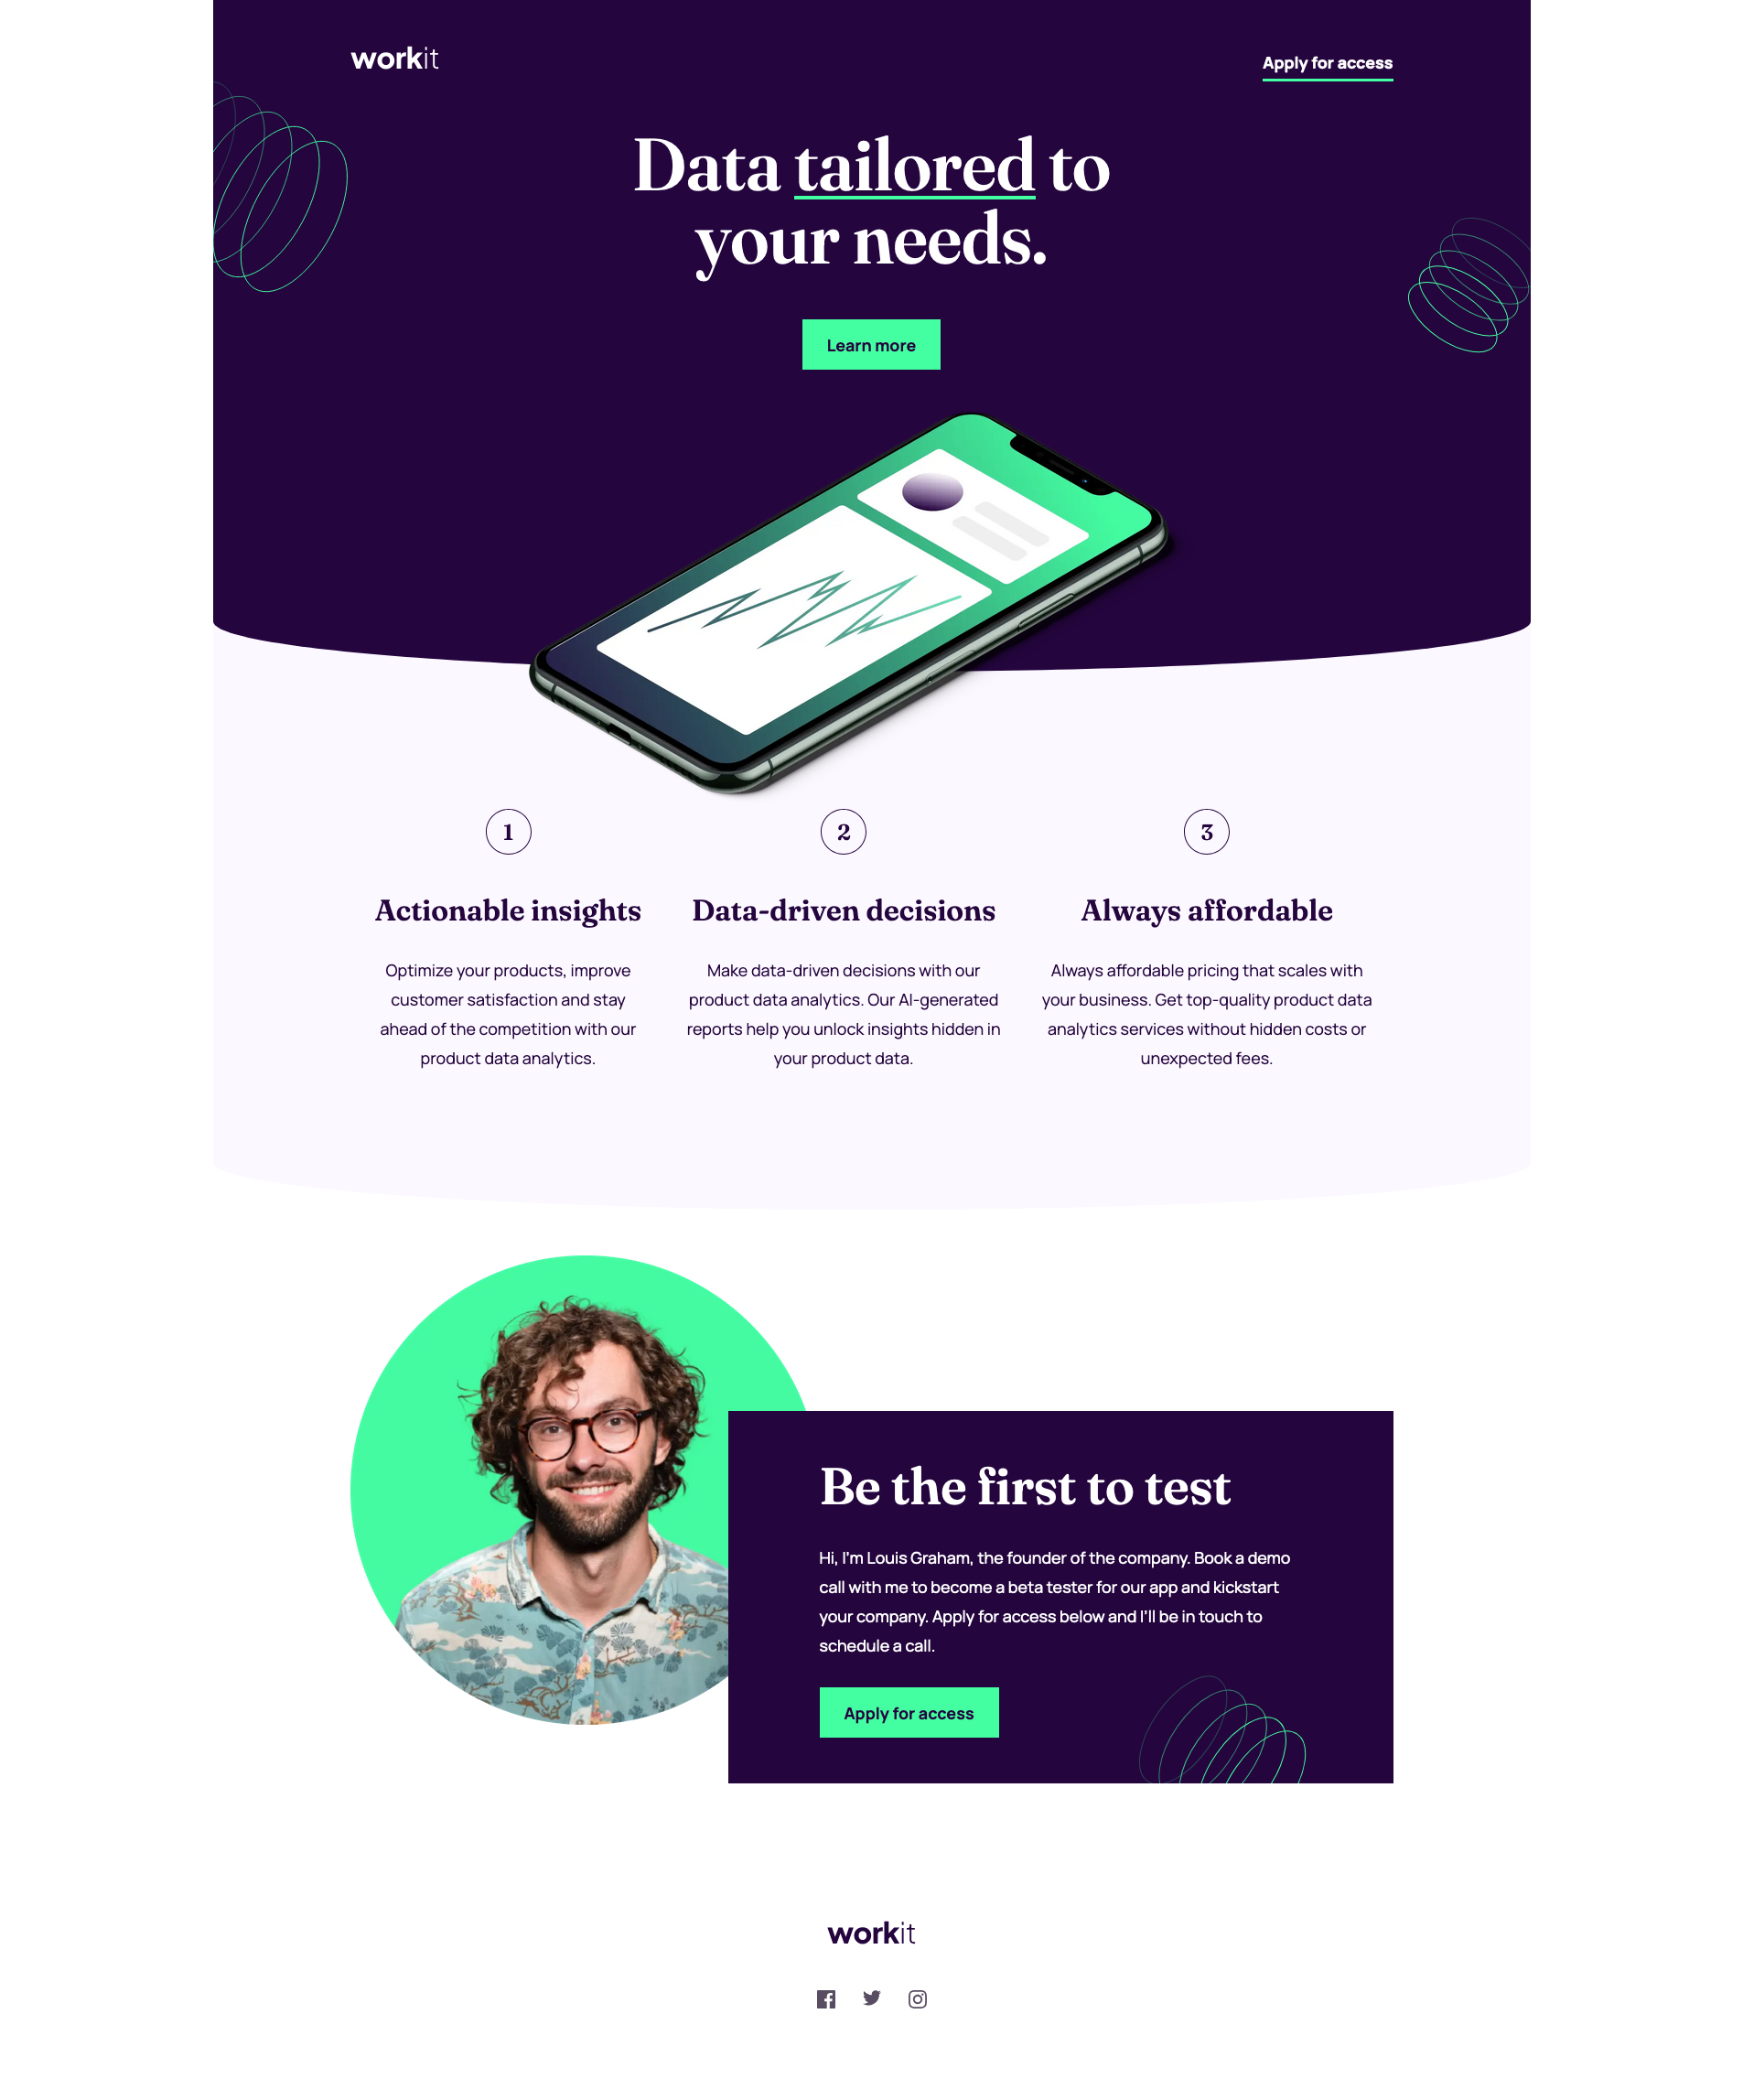 workit
Apply for access
Data tailored to
your needs.
Learn more
1
Actionable insights
Optimize your products, improve
customer satisfaction and stay
ahead of the competition with our
product data analytics.
2
Data-driven decisions
Make data-driven decisions with our
product data analytics. Our AI-generated
reports help you unlock insights hidden in
your product data.
3
Always affordable
Always affordable pricing that scales with
your business. Get top-quality product data
analytics services without hidden costs or
unexpected fees.
Be the first to test
Hi, I'm Louis Graham, the founder of the company. Book a demo
call with me to become a beta tester for our app and kickstart
your company. Apply for access below and I'll be in touch to
schedule a call.
Apply for access
workit